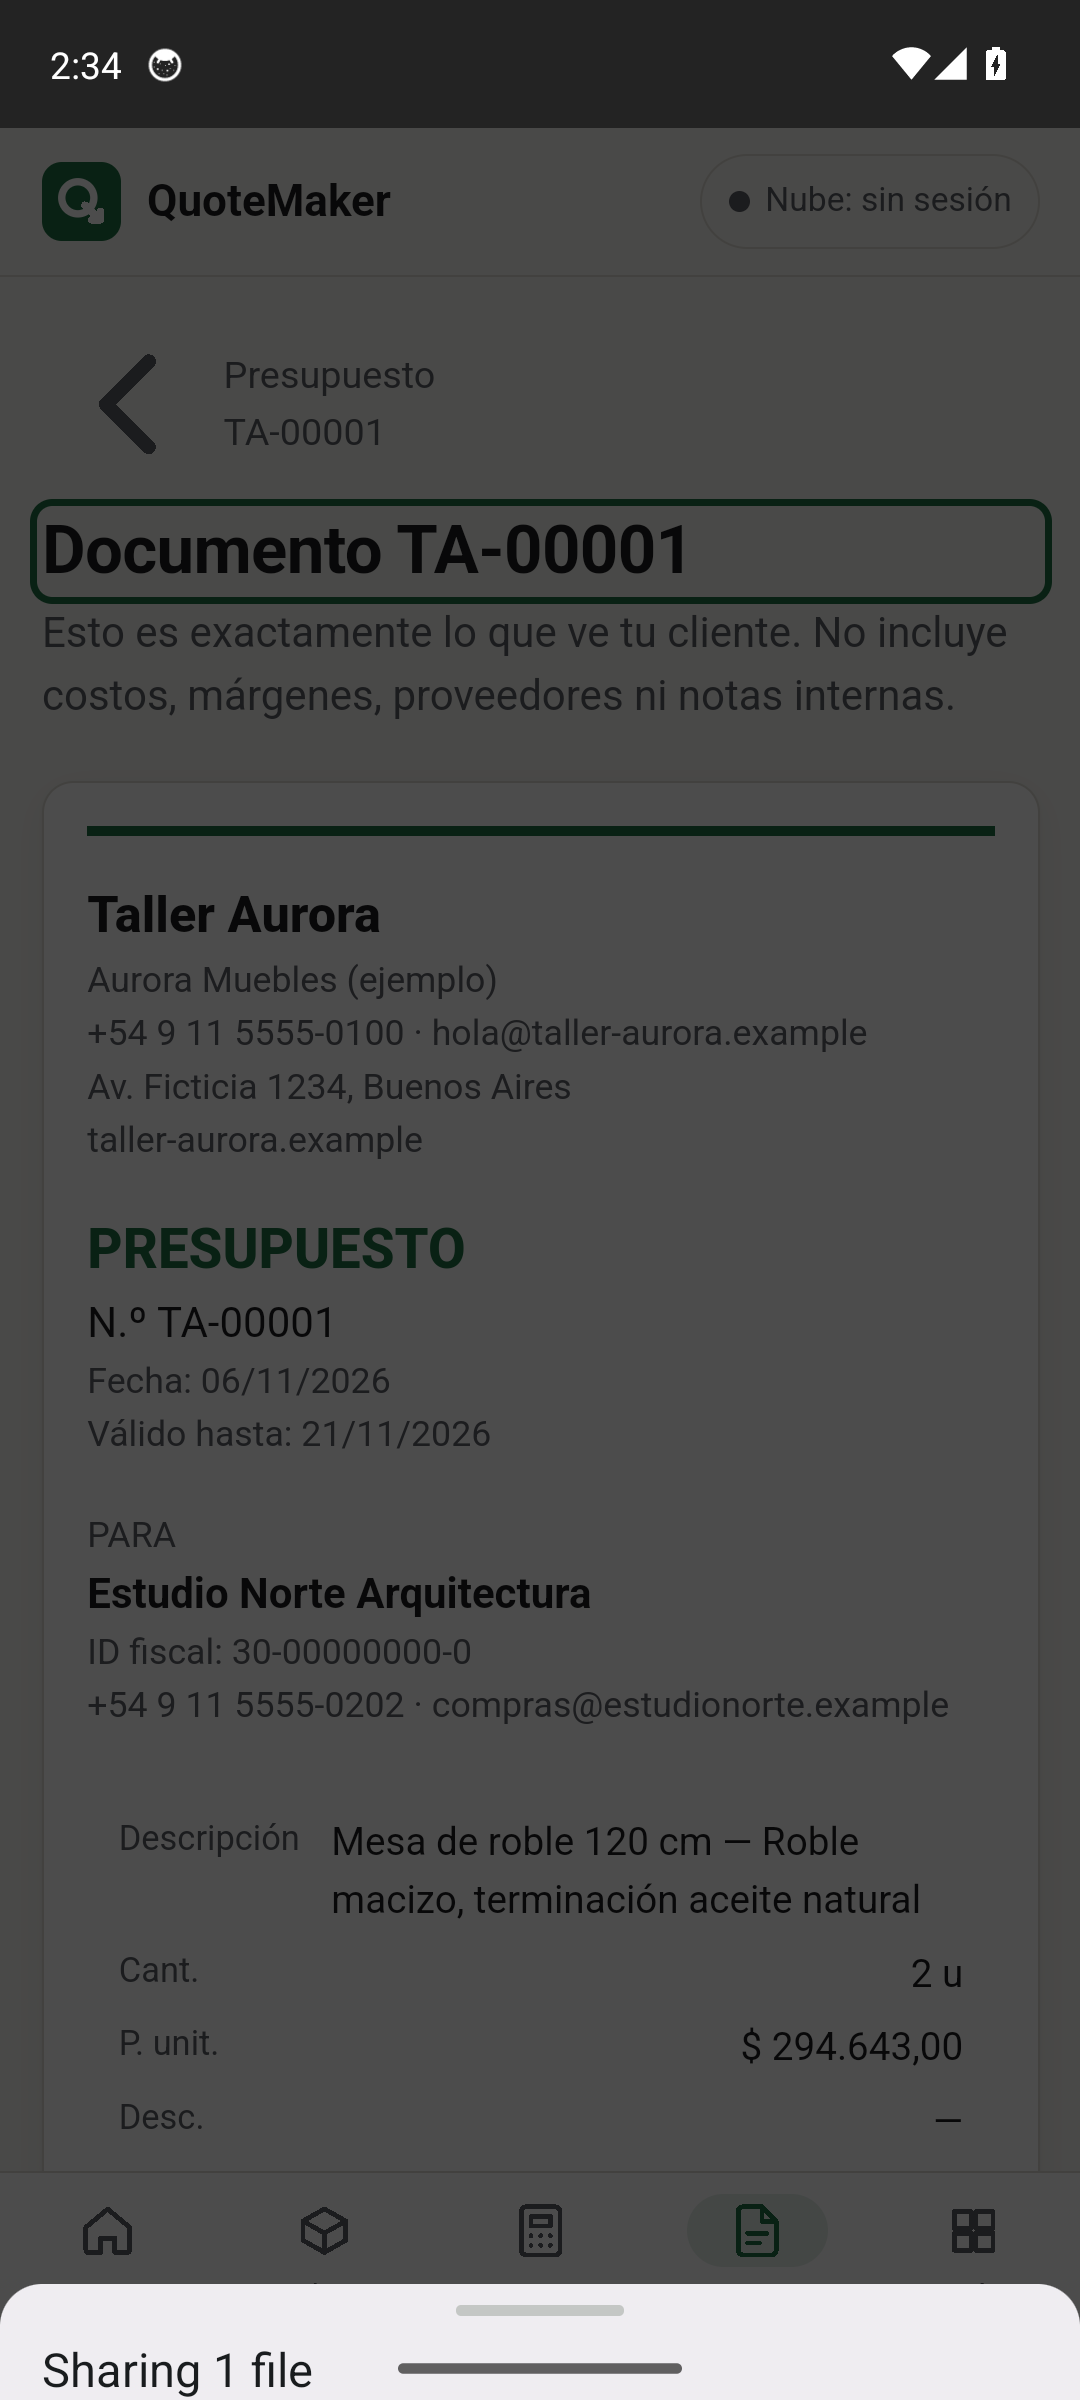 2:34
QuoteMaker
Nube: sin sesión
Presupuesto
TA-00001
Documento TA-00001
Esto es exactamente lo que ve tu cliente. No incluye
costos, márgenes, proveedores ni notas internas.
Taller Aurora
Aurora Muebles (ejemplo)
+54 9 11 5555-0100 · hola@taller-aurora.example
Av. Ficticia 1234, Buenos Aires
taller-aurora.example
PRESUPUESTO
N.º TA-00001
Fecha: 06/11/2026
Válido hasta: 21/11/2026
PARA
Estudio Norte Arquitectura
ID fiscal: 30-00000000-0
+54 9 11 5555-0202 · compras@estudionorte.example
Descripción Mesa de roble 120 cm — Roble
macizo, terminación aceite natural
Cant. 2 u
P. unit. $ 294.643,00
Desc. —
Sharing 1 file